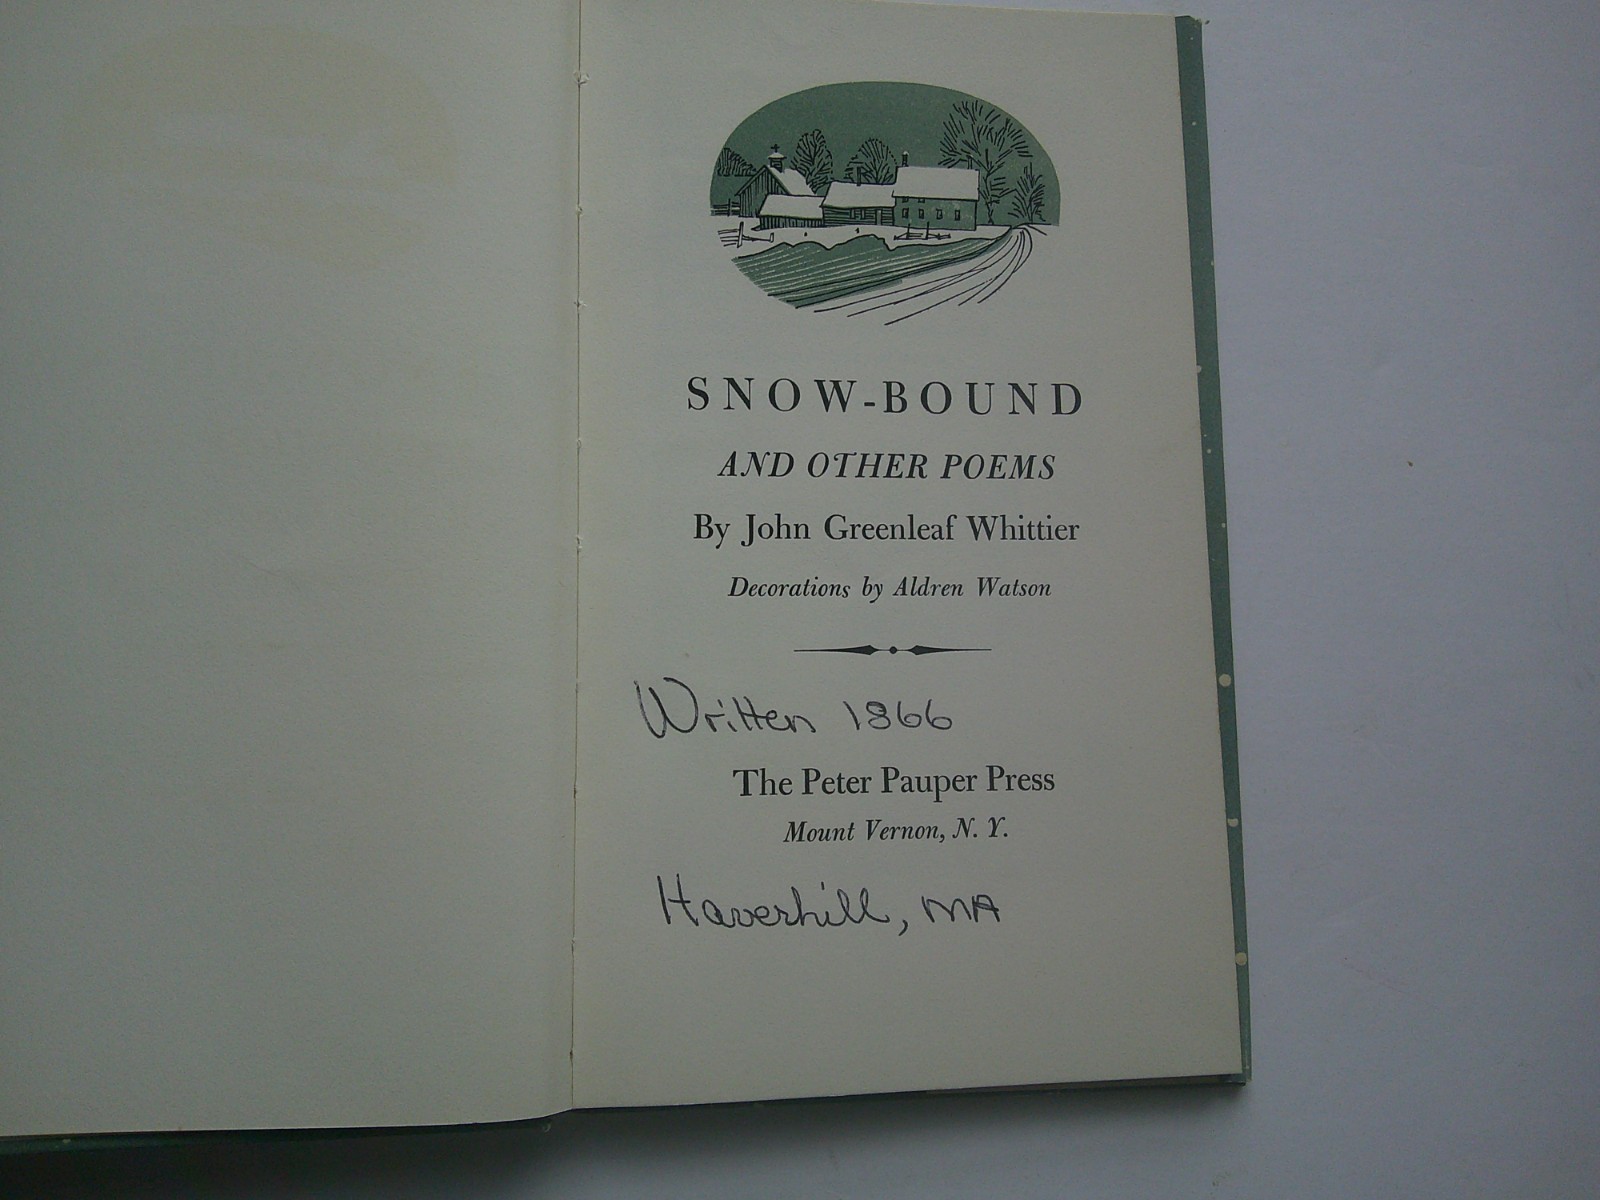 SNOW-BOUND
AND OTHER POEMS
By John Greenleaf Whittier
Decorations by Aldren Watson
Written 1866
The Peter Pauper Press
Mount Vernon, N. Y.
Haverhill, MA